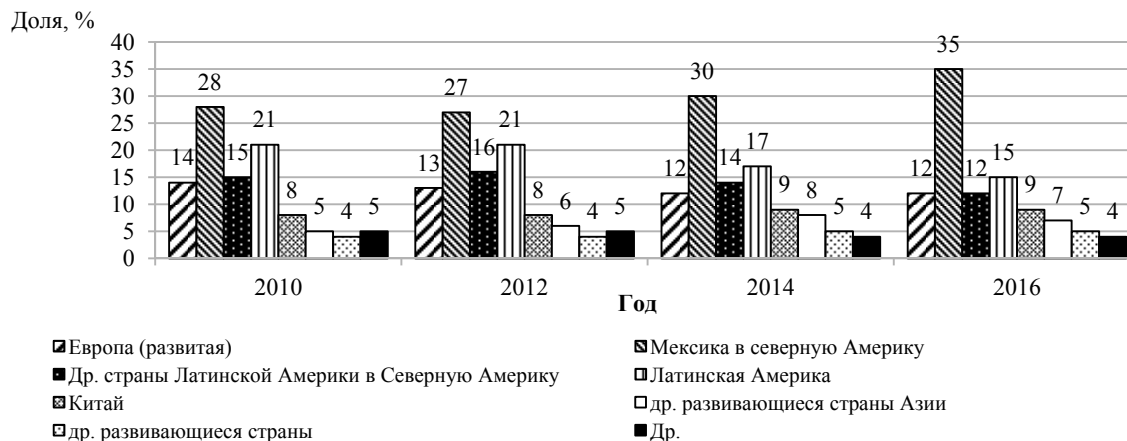 Доля, %
40
35
30
25
20
15
10
5
0
14 28 15 21 8 5 4 5
13 27 16 21 8 6 4 5
12 30 14 17 9 8 5 4
12 35 12 15 9 7 5 4
2010 2012 2014 2016
Год
Европа (развитая) Мексика в северную Америку
Др. страны Латинской Америки в Северную Америку Латинская Америка
Китай др. развивающиеся страны Азии
др. развивающиеся страны Др.